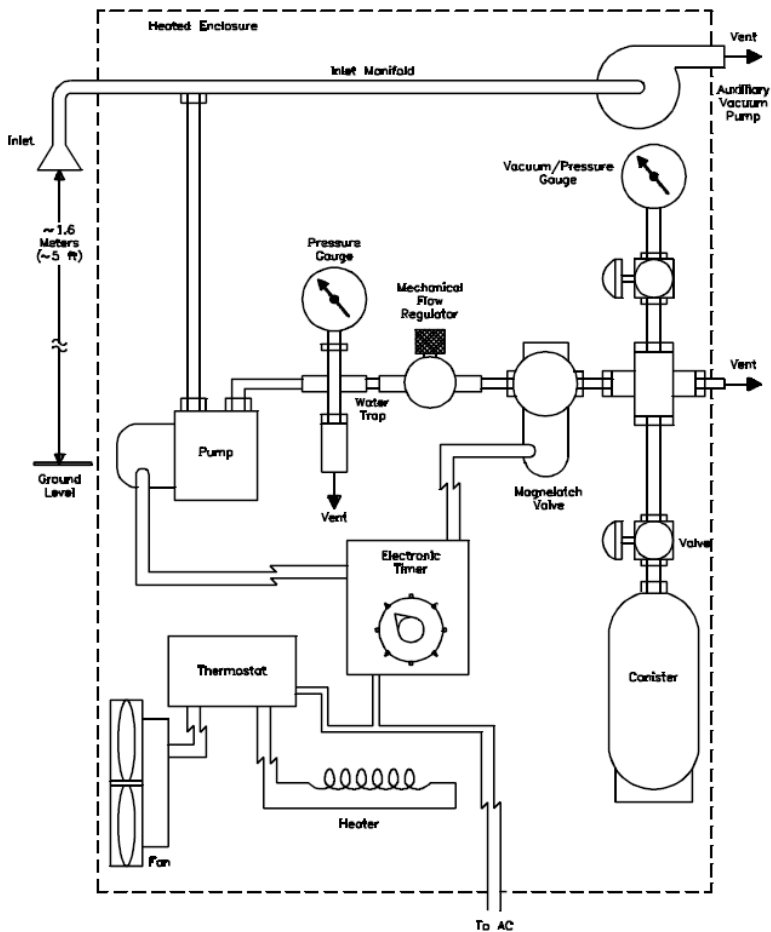 Heated Enclosure
Vent
Inlet Manifold
Auxiliary
Vacuum
Pump
Inlet
Vacuum/Pressure
Gauge
~1.6
Meters
(~5 ft)
Pressure
Gauge
Mechanical
Flow
Regulator
Vent
Water
Trap
Pump
Ground
Level
Magnelatch
Valve
Vent
Valve
Electronic
Timer
Thermostat
Canister
Heater
Fan
To AC